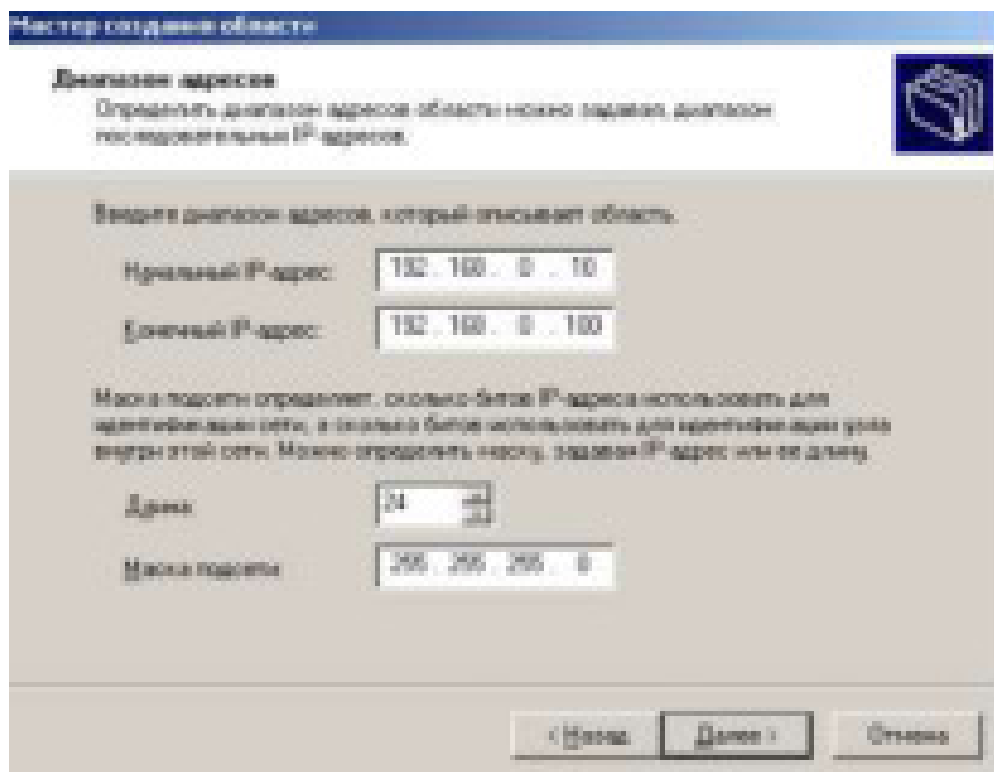 Мастер создания области
Диапазон адресов
Определить диапазон адресов области можно задавая, диапазон
последовательных IP-адресов.
Введите диапазон адресов, который описывает область.
Начальный IP-адрес: 192 . 168 . 0 . 10
Конечный IP-адрес: 192 . 168 . 0 . 100
Маска подсети определяет, сколько битов IP-адреса использовать для
идентификации сети, а сколько битов использовать для идентификации узла
внутри этой сети. Можно определить маску, задавая IP-адрес или ее длину.
Длина: 24
Маска подсети: 255 . 255 . 255 . 0
< Назад
Далее >
Отмена